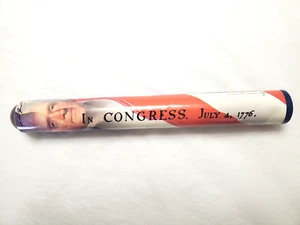 In CONGRESS. July 4, 1776.